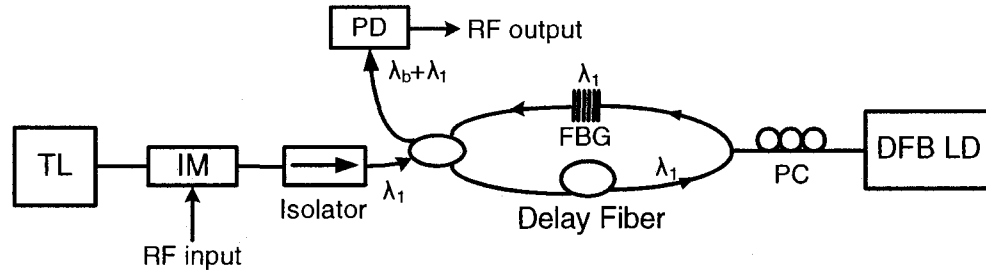 PD
RF output
λb+λ1
λ1
FBG
TL
IM
Isolator
λ1
λ1
Delay Fiber
PC
DFB LD
RF input